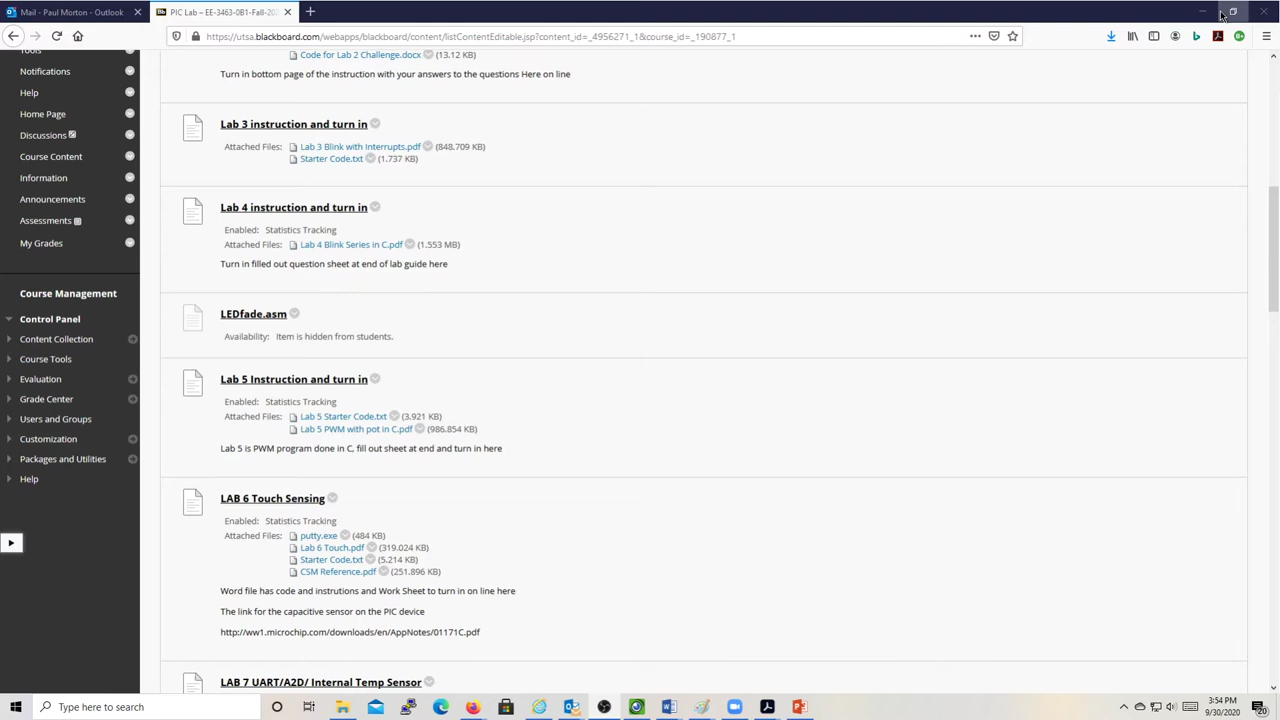 Mail - Paul Morton - Outlook
PIC Lab – EE-3463-0B1-Fall-20
https://utsa.blackboard.com/webapps/blackboard/content/listContentEditable.jsp?content_id=_4956271_1&course_id=_190877_1
Tools
Notifications
Help
Home Page
Discussions
Course Content
Information
Announcements
Assessments
My Grades
Course Management
Control Panel
Content Collection
Course Tools
Evaluation
Grade Center
Users and Groups
Customization
Packages and Utilities
Help
Code for Lab 2 Challenge.docx (13.12 KB)
Turn in bottom page of the instruction with your answers to the questions Here on line
Lab 3 instruction and turn in
Attached Files: Lab 3 Blink with Interrupts.pdf (848.709 KB)
Starter Code.txt (1.737 KB)
Lab 4 instruction and turn in
Enabled: Statistics Tracking
Attached Files: Lab 4 Blink Series in C.pdf (1.553 MB)
Turn in filled out question sheet at end of lab guide here
LEDfade.asm
Availability: Item is hidden from students.
Lab 5 Instruction and turn in
Enabled: Statistics Tracking
Attached Files: Lab 5 Starter Code.txt (3.921 KB)
Lab 5 PWM with pot in C.pdf (986.854 KB)
Lab 5 is PWM program done in C, fill out sheet at end and turn in here
LAB 6 Touch Sensing
Enabled: Statistics Tracking
Attached Files: putty.exe (484 KB)
Lab 6 Touch.pdf (319.024 KB)
Starter Code.txt (5.214 KB)
CSM Reference.pdf (251.896 KB)
Word file has code and instrutions and Work Sheet to turn in on line here
The link for the capacitive sensor on the PIC device
http://ww1.microchip.com/downloads/en/AppNotes/01171C.pdf
LAB 7 UART/A2D/ Internal Temp Sensor
Type here to search
3:54 PM
9/30/2020
20